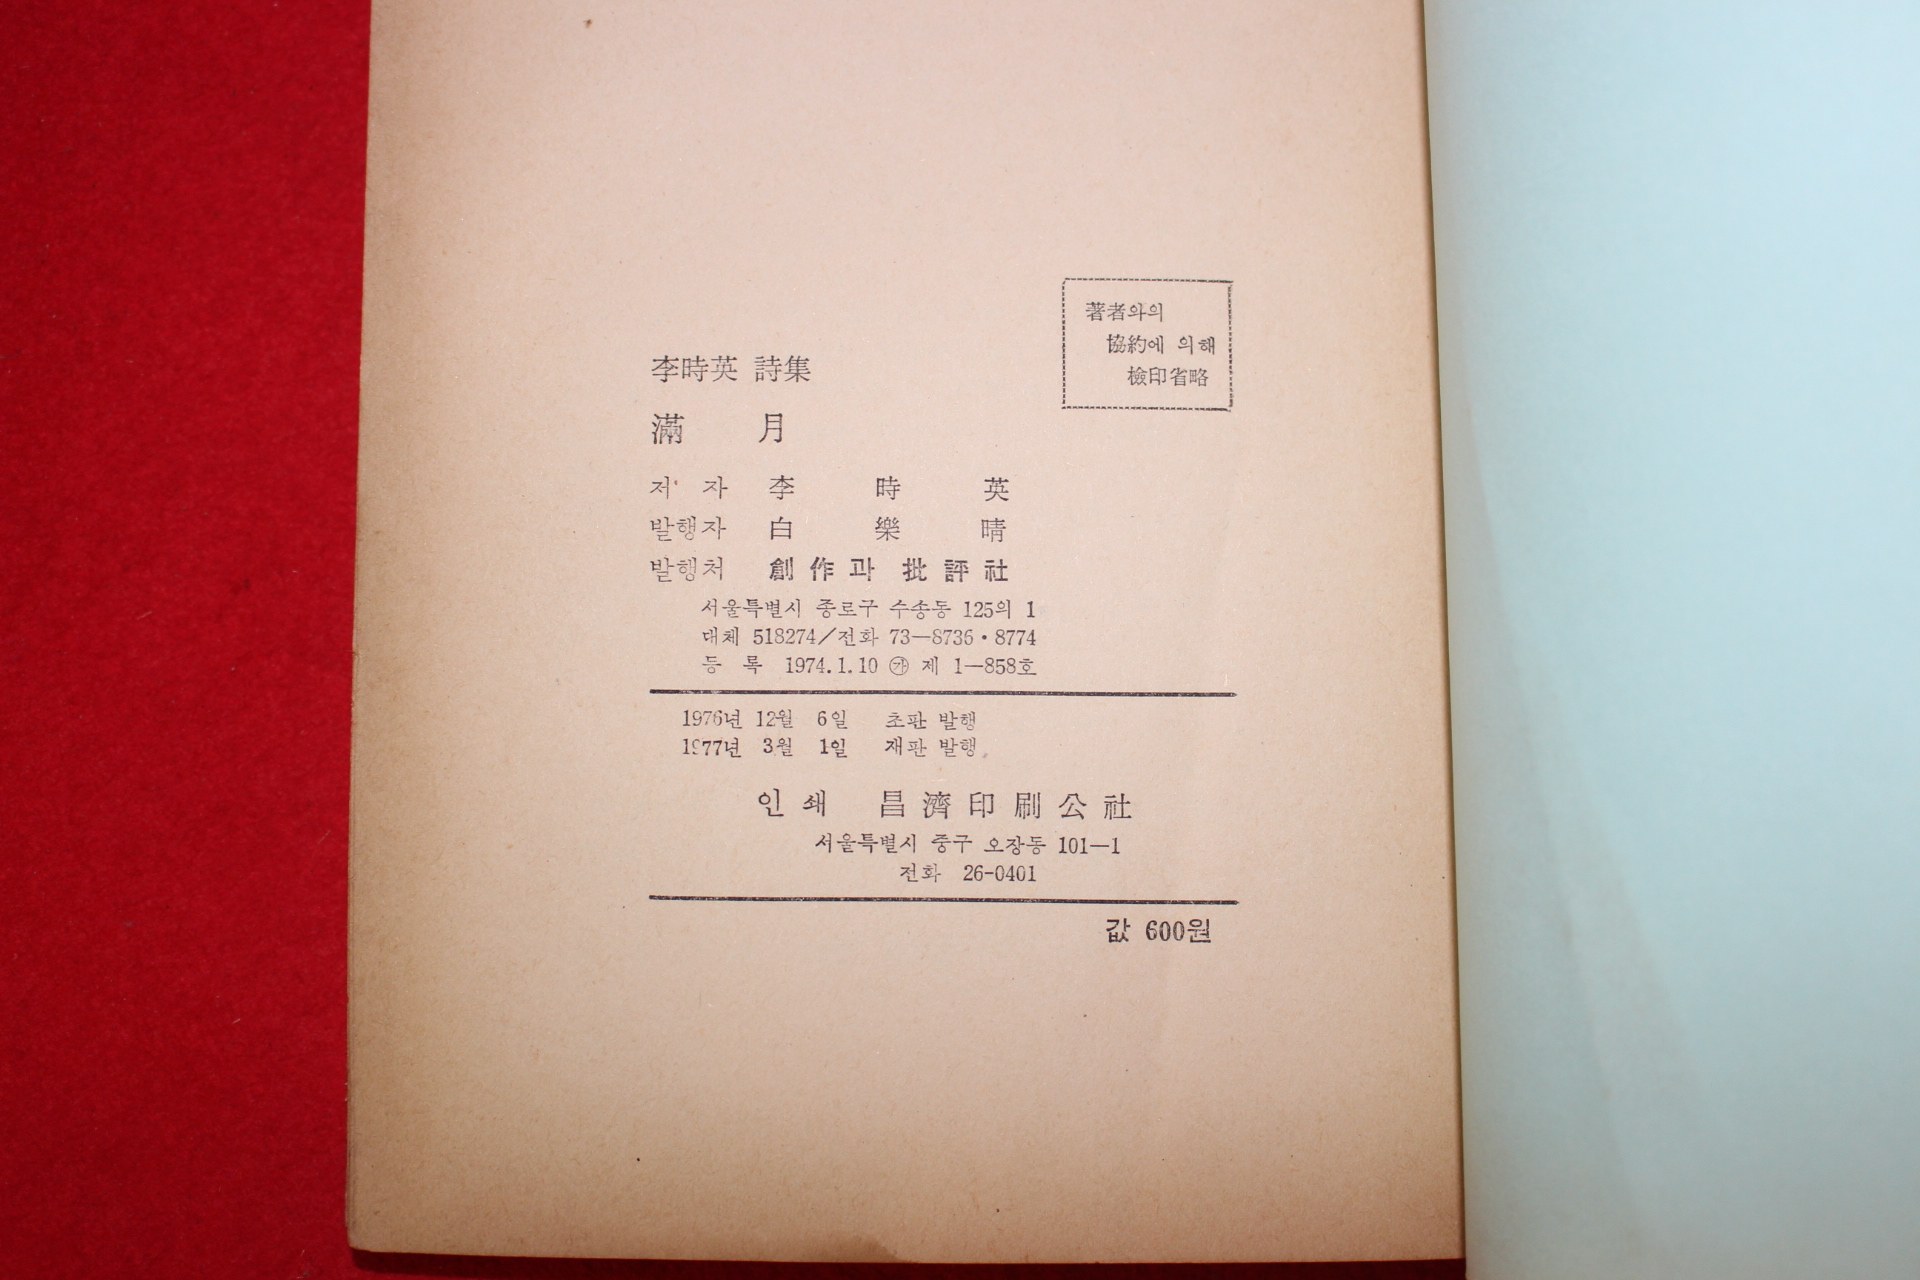 著者와의
協約에 의해
檢印省略
李時英 詩集
滿 月
저 자 李 時 英
발행자 白 樂 晴
발행처 創作과 批評社
서울특별시 종로구 수송동 125의 1
대체 518274/전화 73—8736·8774
등 록 1974.1.10 ㉮ 제 1—858호
1976년 12월 6일 초판 발행
1977년 3월 1일 재판 발행
인 쇄 昌濟印刷公社
서울특별시 중구 오장동 101—1
전화 26-0401
값 600원